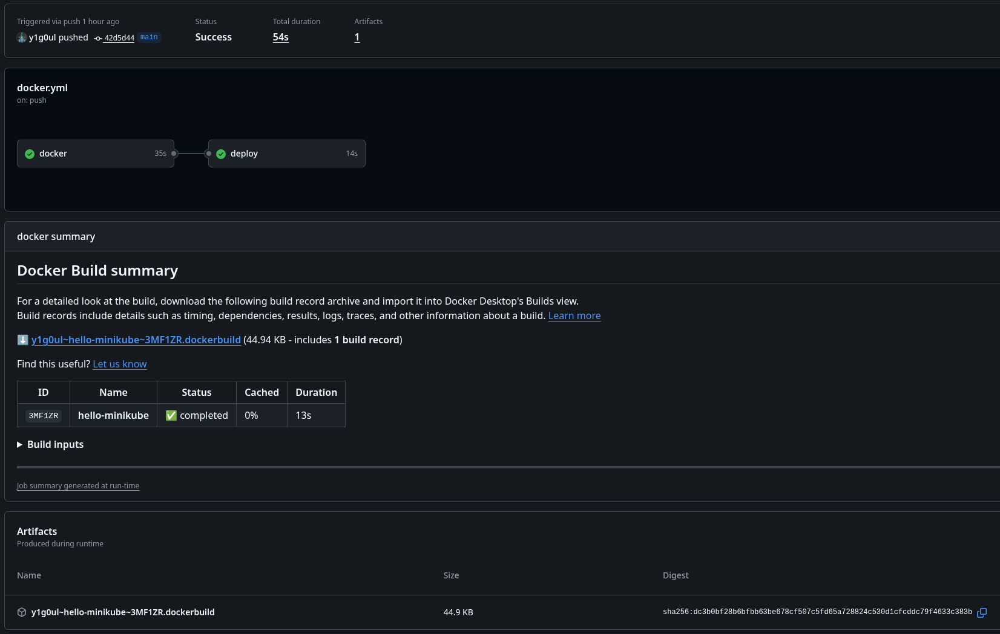 Triggered via push 1 hour ago
Status
Total duration
Artifacts
y1g0ul pushed 42d5d44 main
Success
54s
1
docker.yml
on: push
docker 35s
deploy 14s
docker summary
Docker Build summary
For a detailed look at the build, download the following build record archive and import it into Docker Desktop's Builds view.
Build records include details such as timing, dependencies, results, logs, traces, and other information about a build. Learn more
⬇️ y1g0ul~hello-minikube~3MF1ZR.dockerbuild (44.94 KB - includes 1 build record)
Find this useful? Let us know
ID Name Status Cached Duration
3MF1ZR hello-minikube ✅ completed 0% 13s
Build inputs
Job summary generated at run-time
Artifacts
Produced during runtime
Name Size Digest
y1g0ul~hello-minikube~3MF1ZR.dockerbuild 44.9 KB sha256:dc3b0bf28b6bfbb63be678cf507c5fd65a728824c530d1cfcddc79f4633c383b